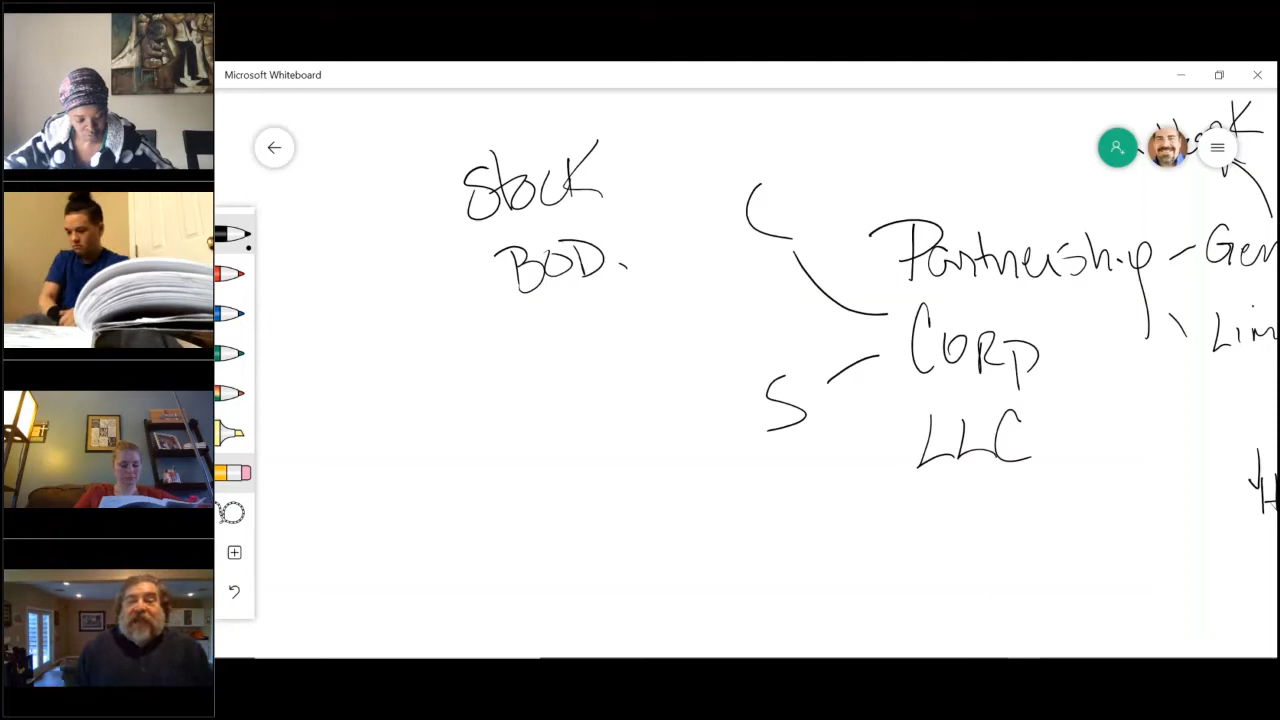 Microsoft Whiteboard
Stock
BOD.
C
Partnership - Gen
Corp
Lim
S
LLC